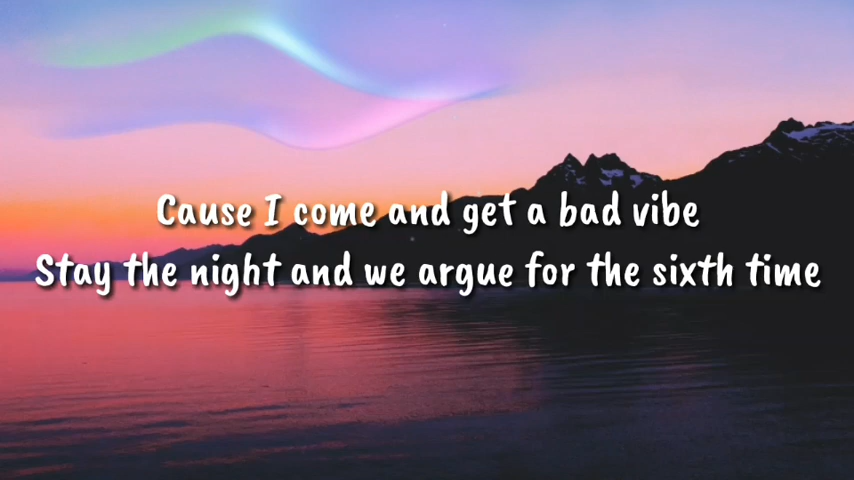 Cause I come and get a bad vibe
Stay the night and we argue for the sixth time